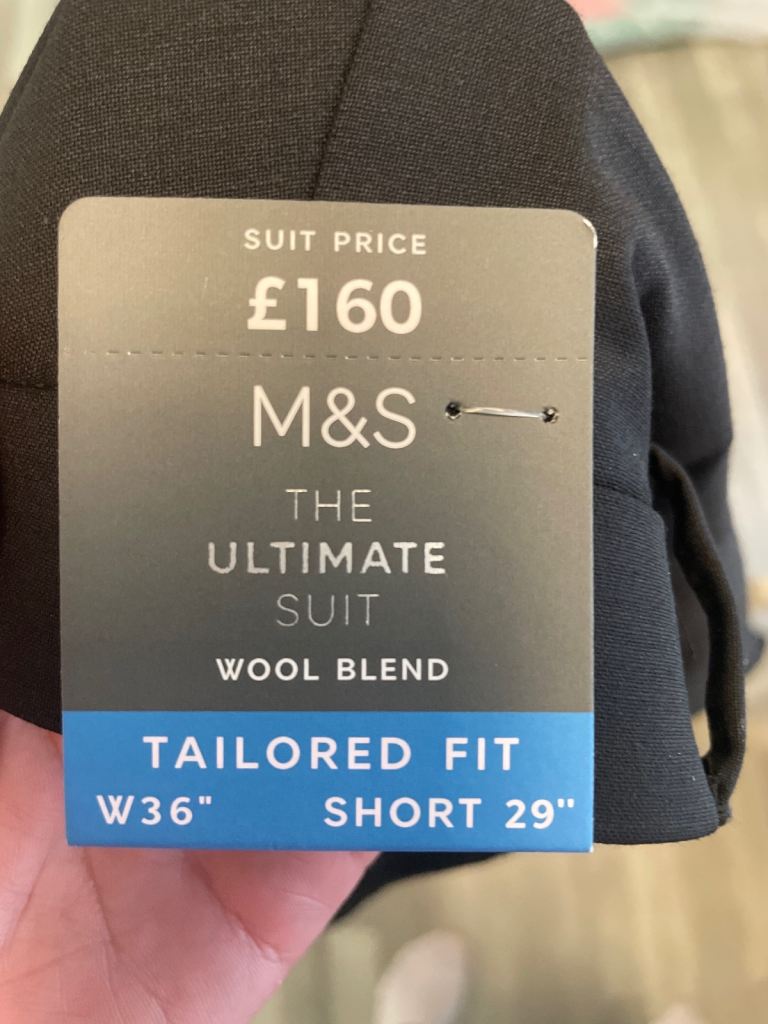 SUIT PRICE
£160
M&S
THE
ULTIMATE
SUIT
WOOL BLEND
TAILORED FIT
W36" SHORT 29"